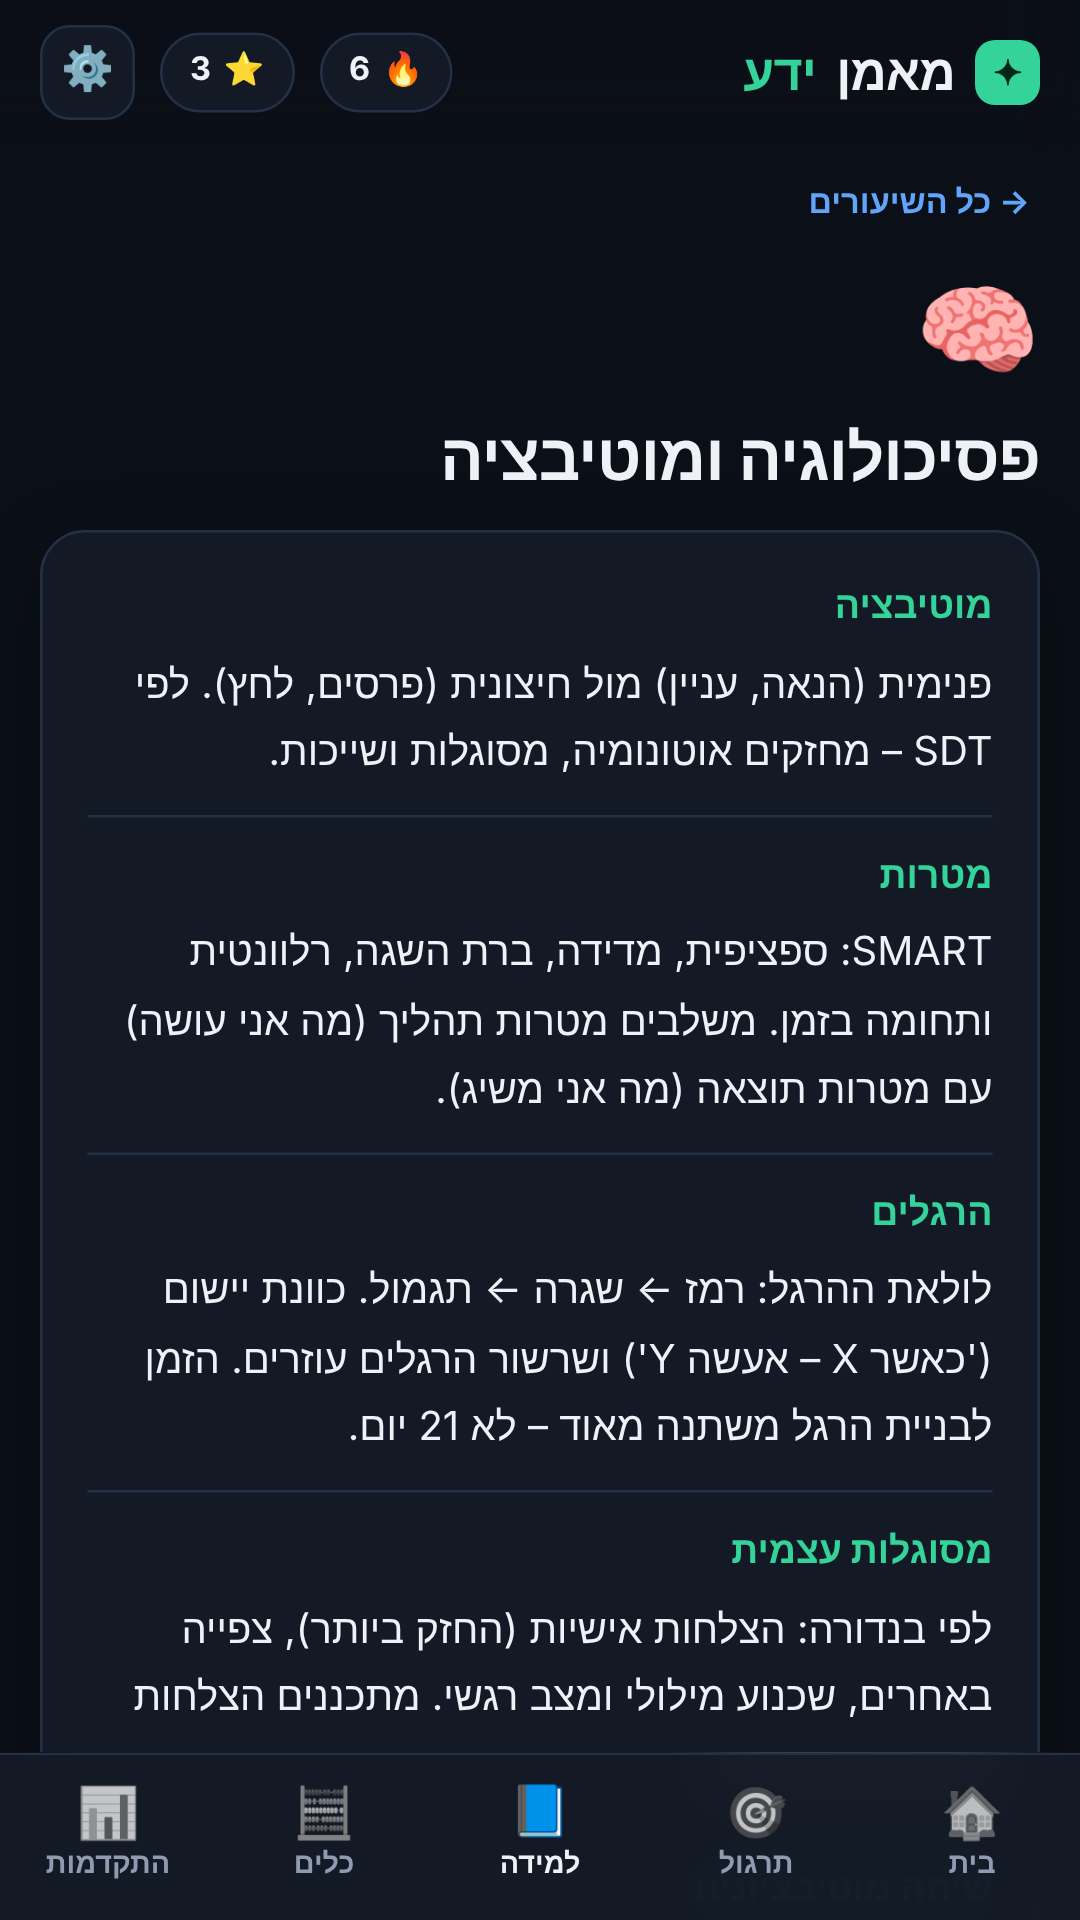 מאמן ידע
6
3
→ כל השיעורים
פסיכולוגיה ומוטיבציה
מוטיבציה
פנימית (הנאה, עניין) מול חיצונית (פרסים, לחץ). לפי
SDT – מחזקים אוטונומיה, מסוגלות ושייכות.
מטרות
SMART: ספציפית, מדידה, ברת השגה, רלוונטית
ותחומה בזמן. משלבים מטרות תהליך (מה אני עושה)
עם מטרות תוצאה (מה אני משיג).
הרגלים
לולאת ההרגל: רמז ← שגרה ← תגמול. כוונת יישום
('כאשר X – אעשה Y') ושרשור הרגלים עוזרים. הזמן
לבניית הרגל משתנה מאוד – לא 21 יום.
מסוגלות עצמית
לפי בנדורה: הצלחות אישיות (החזק ביותר), צפייה
באחרים, שכנוע מילולי ומצב רגשי. מתכננים הצלחות
שיחה מוטיבציונית
בית
תרגול
למידה
כלים
התקדמות